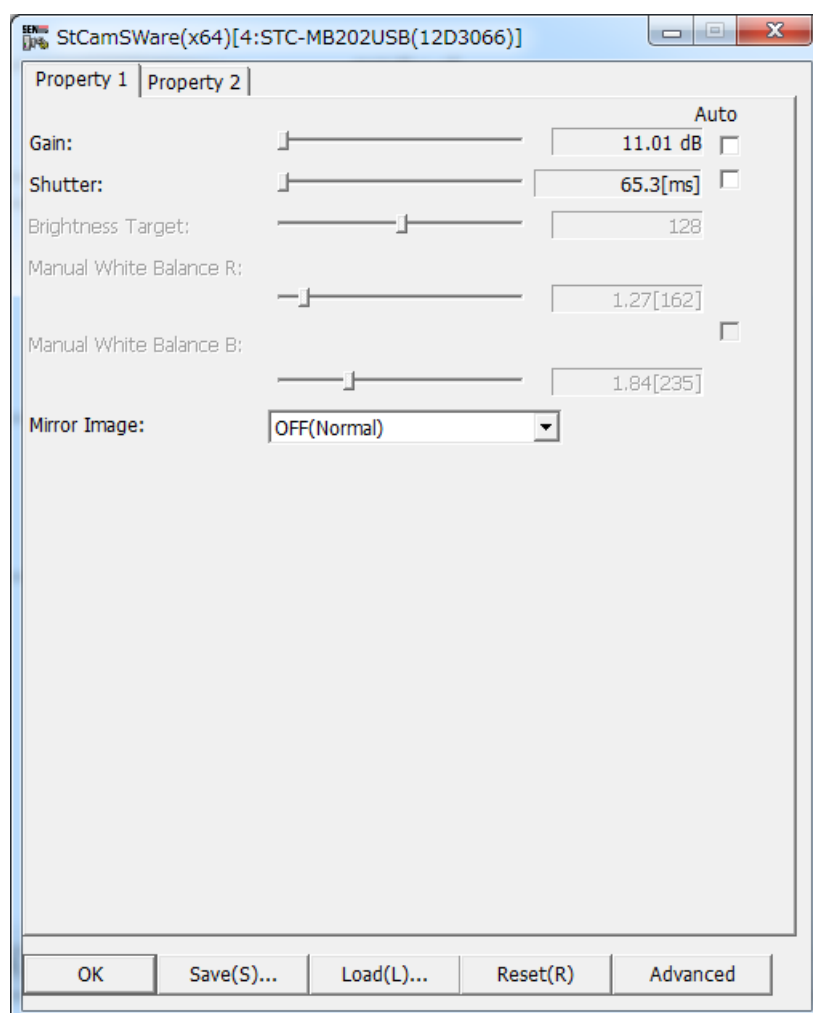 SEN
StCamSWare(x64)[4:STC-MB202USB(12D3066)]
Property 1 Property 2
Auto
Gain: 11.01 dB
Shutter: 65.3[ms]
Brightness Target: 128
Manual White Balance R:
1.27[162]
Manual White Balance B:
1.84[235]
Mirror Image: OFF(Normal)
OK Save(S)... Load(L)... Reset(R) Advanced